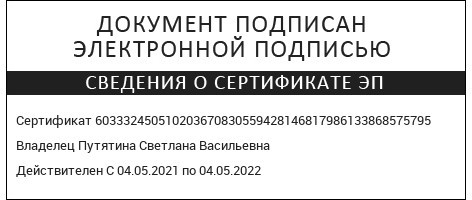 ДОКУМЕНТ ПОДПИСАН
ЭЛЕКТРОННОЙ ПОДПИСЬЮ
СВЕДЕНИЯ О СЕРТИФИКАТЕ ЭП
Сертификат 603332450510203670830559428146817986133868575795
Владелец Путятина Светлана Васильевна
Действителен С 04.05.2021 по 04.05.2022